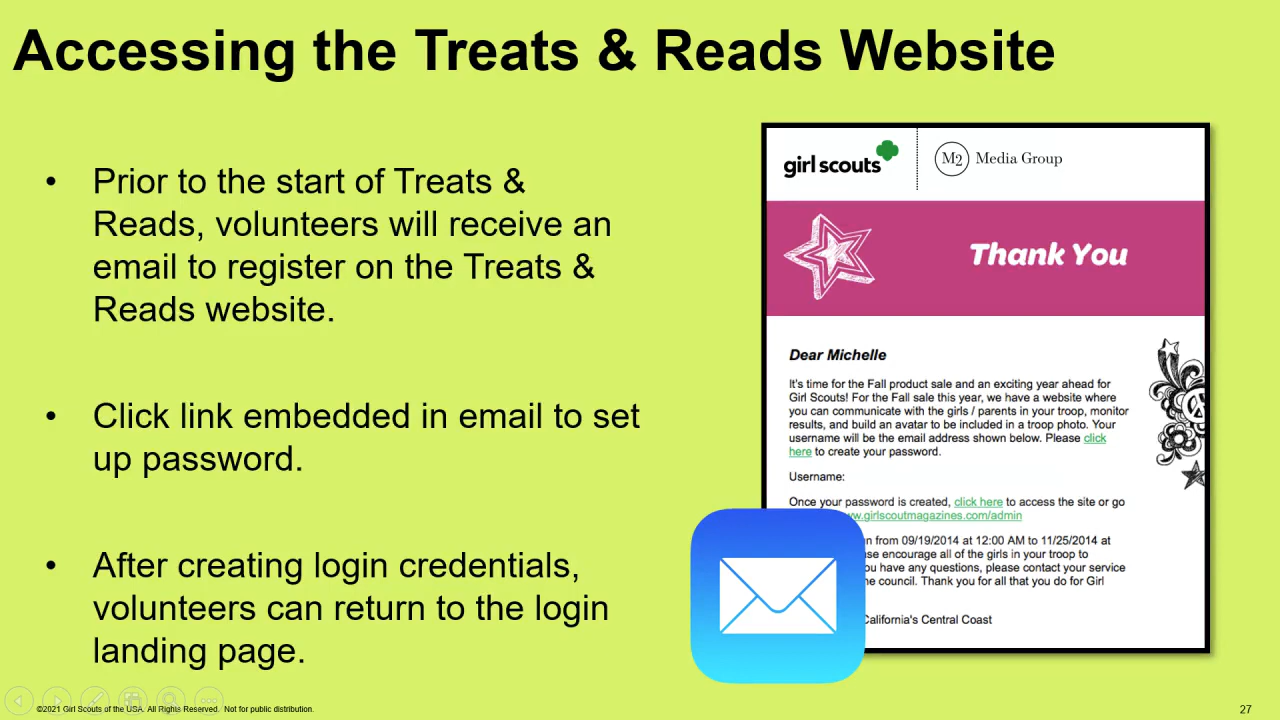 Accessing the Treats & Reads Website
• Prior to the start of Treats &
Reads, volunteers will receive an
email to register on the Treats &
Reads website.
• Click link embedded in email to set
up password.
• After creating login credentials,
volunteers can return to the login
landing page.
girl scouts
M2 Media Group
Thank You
Dear Michelle
It's time for the Fall product sale and an exciting year ahead for
Girl Scouts! For the Fall sale this year, we have a website where
you can communicate with the girls / parents in your troop, monitor
results, and build an avatar to be included in a troop photo. Your
username will be the email address shown below. Please click
here to create your password.
Username:
Once your password is created, click here to access the site or go
w.girlscoutmagazines.com/admin
from 09/19/2014 at 12:00 AM to 11/25/2014 at
encourage all of the girls in your troop to
have any questions, please contact your service
council. Thank you for all that you do for Girl
California's Central Coast
©2021 Girl Scouts of the USA. All Rights Reserved. Not for public distribution.
27